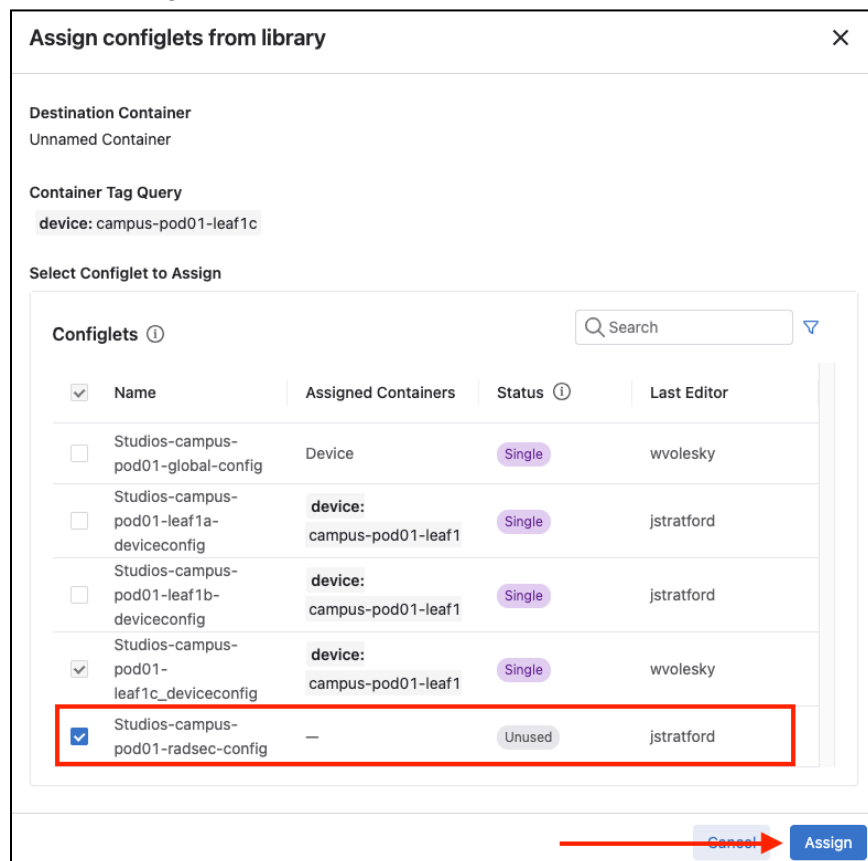 Assign configlets from library
Destination Container
Unnamed Container
Container Tag Query
device: campus-pod01-leaf1c
Select Configlet to Assign
Configlets
Search
Name Assigned Containers Status Last Editor
Studios-campus-
pod01-global-config
Device Single wvolesky
Studios-campus-
pod01-leaf1a-
deviceconfig
device:
campus-pod01-leaf1
Single jstratford
Studios-campus-
pod01-leaf1b-
deviceconfig
device:
campus-pod01-leaf1
Single jstratford
Studios-campus-
pod01-
leaf1c_deviceconfig
device:
campus-pod01-leaf1
Single wvolesky
Studios-campus-
pod01-radsec-config
— Unused jstratford
Cancel Assign